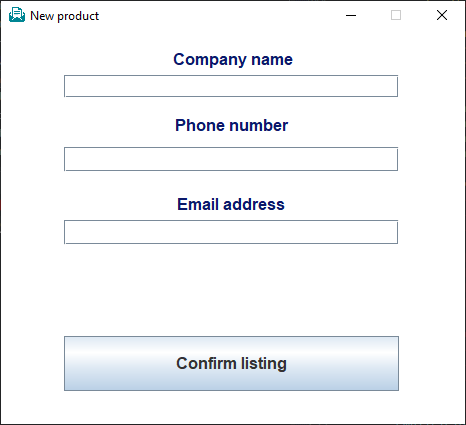 New product
Company name
Phone number
Email address
Confirm listing